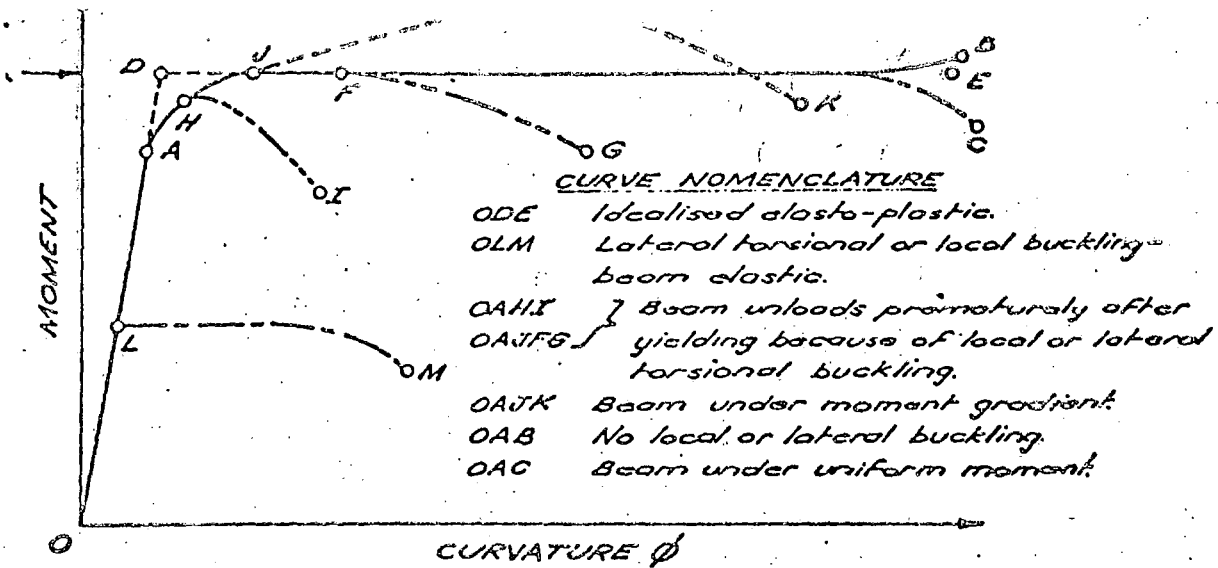 D
J
F
B
E
K
H
A
G
C
I
CURVE NOMENCLATURE
ODE Idealised elasto-plastic.
OLM Lateral torsional or local buckling-
beam elastic.
OAHI } Beam unloads prematurely after
OAJFG } yielding because of local or lateral
torsional buckling.
OAJK Beam under moment gradient.
OAB No local or lateral buckling.
OAC Beam under uniform moment.
MOMENT
L
M
O
CURVATURE Ø